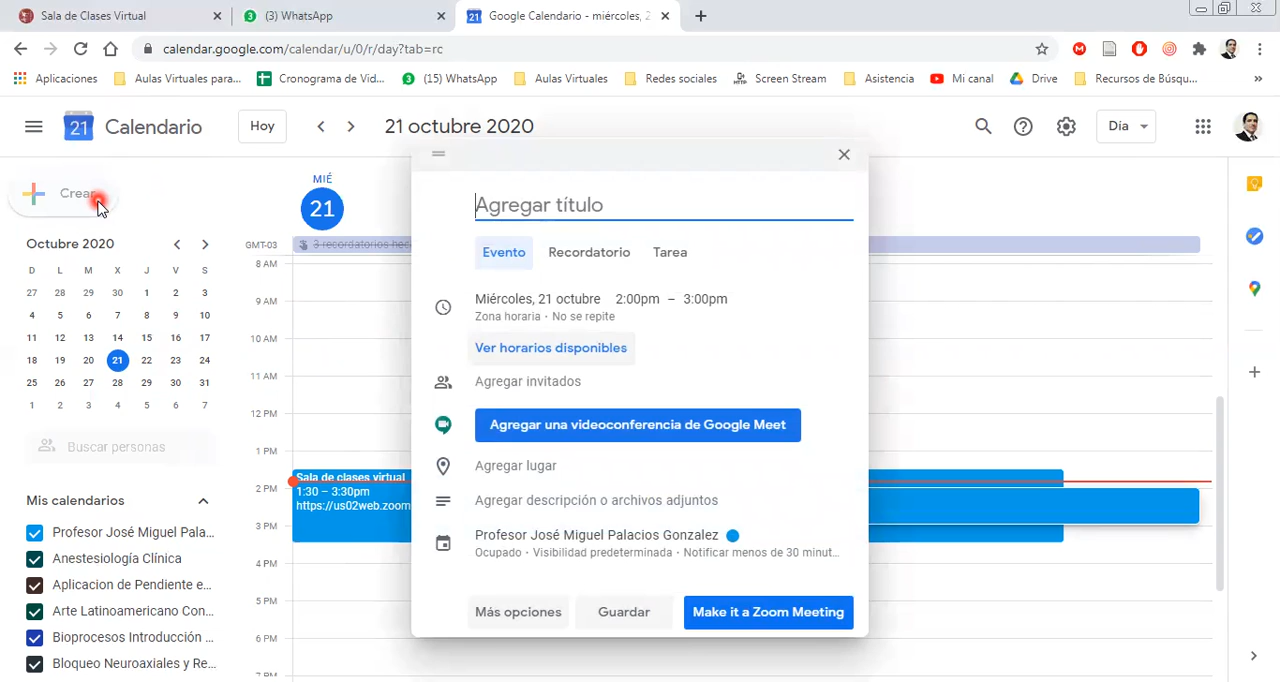 Sala de Clases Virtual
(3) WhatsApp
Google Calendario - miércoles, 2
calendar.google.com/calendar/u/0/r/day?tab=rc
Aplicaciones
Aulas Virtuales para...
Cronograma de Vid...
(15) WhatsApp
Aulas Virtuales
Redes sociales
Screen Stream
Asistencia
Mi canal
Drive
Recursos de Búsqu...
21
Calendario
Hoy
21 octubre 2020
Día
Crear
MIÉ
21
Agregar título
Octubre 2020
GMT-03
3 recordatorios hec
Evento Recordatorio Tarea
D L M X J V S
27 28 29 30 1 2 3
4 5 6 7 8 9 10
11 12 13 14 15 16 17
18 19 20 21 22 23 24
25 26 27 28 29 30 31
1 2 3 4 5 6 7
8 AM
9 AM
10 AM
11 AM
12 PM
1 PM
2 PM
3 PM
4 PM
5 PM
6 PM
7 PM
Miércoles, 21 octubre 2:00pm – 3:00pm
Zona horaria · No se repite
Ver horarios disponibles
Agregar invitados
Agregar una videoconferencia de Google Meet
Agregar lugar
Agregar descripción o archivos adjuntos
Profesor José Miguel Palacios Gonzalez
Ocupado · Visibilidad predeterminada · Notificar menos de 30 minut...
Más opciones Guardar Make it a Zoom Meeting
Buscar personas
Sala de clases virtual
1:30 – 3:30pm
https://us02web.zoom
Mis calendarios
Profesor José Miguel Pala...
Anestesiología Clínica
Aplicacion de Pendiente e...
Arte Latinoamericano Con...
Bioprocesos Introducción ...
Bloqueo Neuroaxiales y Re...